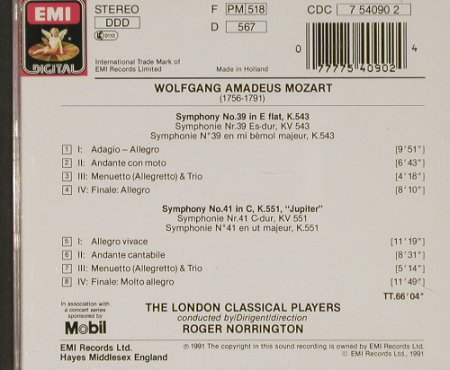 EMI
DIGITAL
STEREO
DDD
0110
International Trade Mark of
EMI Records Limited
F PM 518
D 567
Made in Holland
CDC 7 54090 2
0 77775 40902 4
WOLFGANG AMADEUS MOZART
(1756-1791)
Symphony No.39 in E flat, K.543
Symphonie Nr.39 Es-dur, KV 543
Symphonie N°39 en mi bémol majeur, K.543
1 I: Adagio – Allegro [9'51"]
2 II: Andante con moto [6'43"]
3 III: Menuetto (Allegretto) & Trio [4'18"]
4 IV: Finale: Allegro [8'10"]
Symphony No.41 in C, K.551, "Jupiter"
Symphonie Nr.41 C-dur, KV 551
Symphonie N°41 en ut majeur, K.551
5 I: Allegro vivace [11'19"]
6 II: Andante cantabile [8'31"]
7 III: Menuetto (Allegretto) & Trio [5'14"]
8 IV: Finale: Molto allegro [11'49"]
TT.66'04"
In association with
a concert series
sponsored by
Mobil
THE LONDON CLASSICAL PLAYERS
conducted by/Dirigent/direction
ROGER NORRINGTON
EMI Records Ltd.
Hayes Middlesex England
℗ 1991 The copyright in this sound recording is owned by EMI Records Ltd.
© EMI Records Ltd., 1991